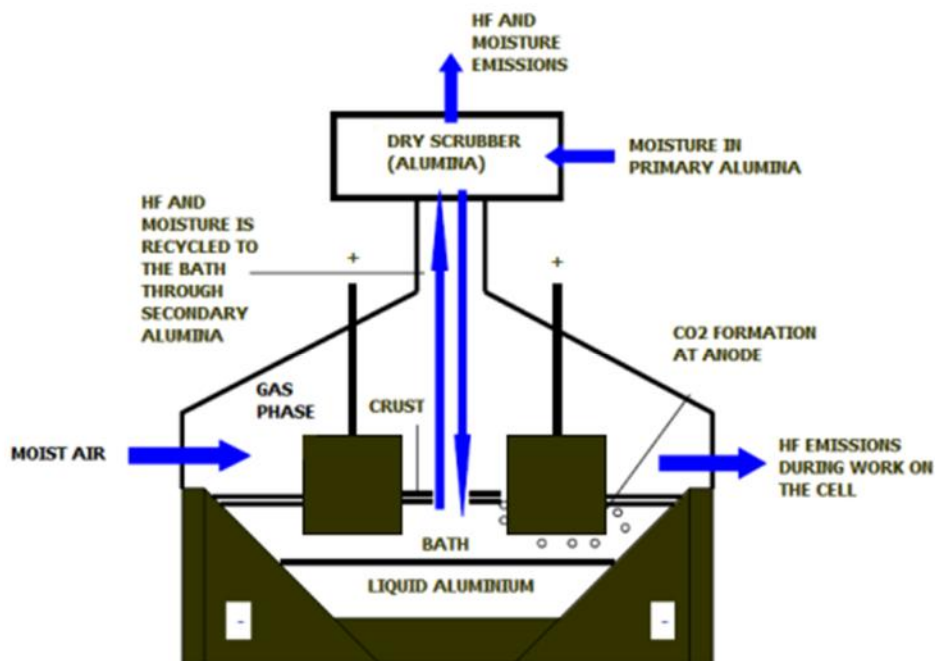 HF AND
MOISTURE
EMISSIONS
DRY SCRUBBER
(ALUMINA)
MOISTURE IN
PRIMARY ALUMINA
HF AND
MOISTURE IS
RECYCLED TO
THE BATH
THROUGH
SECONDARY
ALUMINA
+
+
CO2 FORMATION
AT ANODE
GAS
PHASE
CRUST
MOIST AIR
HF EMISSIONS
DURING WORK ON
THE CELL
BATH
LIQUID ALUMINIUM
-
-